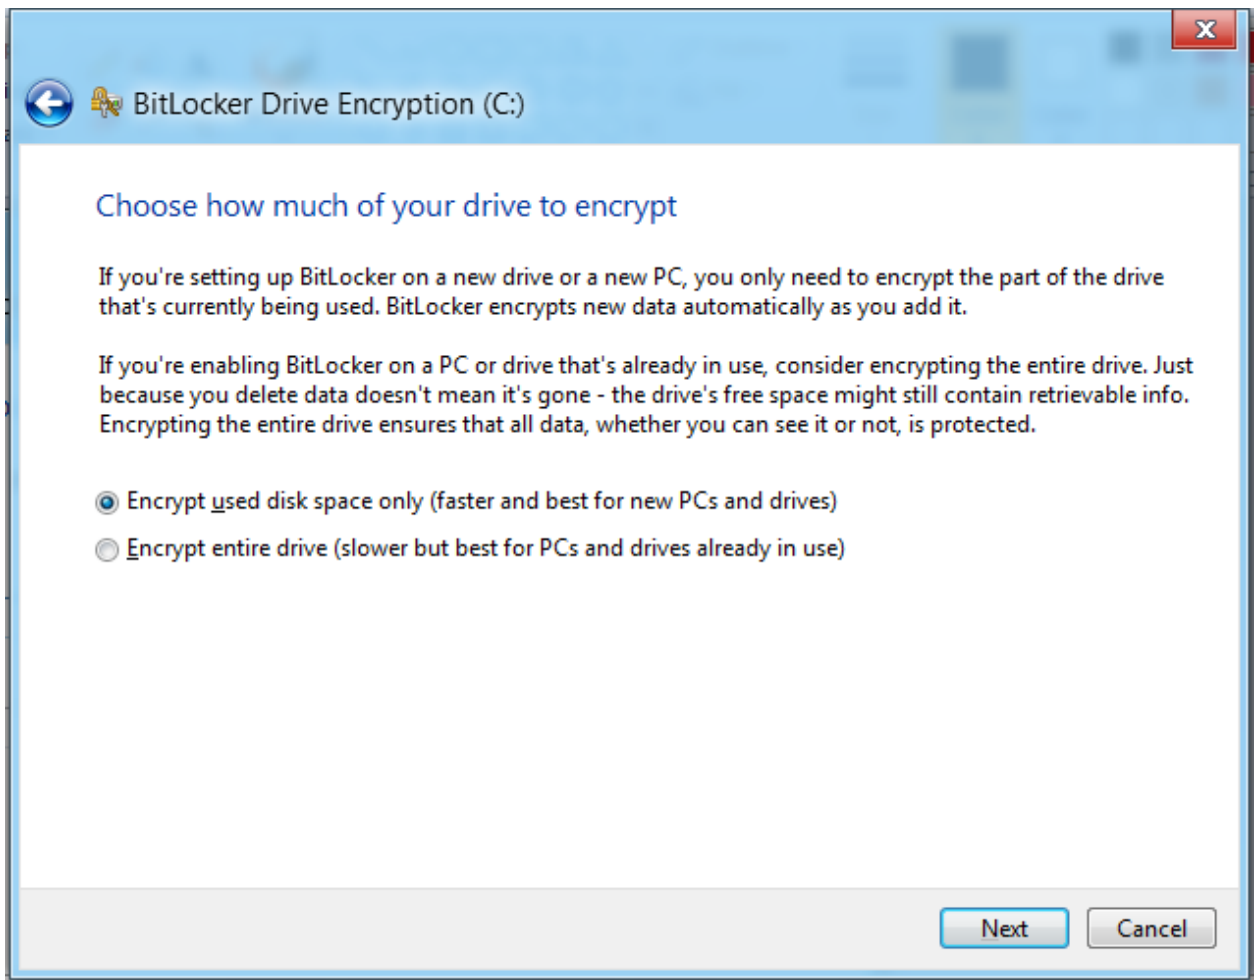 x
BitLocker Drive Encryption (C:)
Choose how much of your drive to encrypt
If you're setting up BitLocker on a new drive or a new PC, you only need to encrypt the part of the drive
that's currently being used. BitLocker encrypts new data automatically as you add it.
If you're enabling BitLocker on a PC or drive that's already in use, consider encrypting the entire drive. Just
because you delete data doesn't mean it's gone - the drive's free space might still contain retrievable info.
Encrypting the entire drive ensures that all data, whether you can see it or not, is protected.
Encrypt used disk space only (faster and best for new PCs and drives)
Encrypt entire drive (slower but best for PCs and drives already in use)
Next Cancel